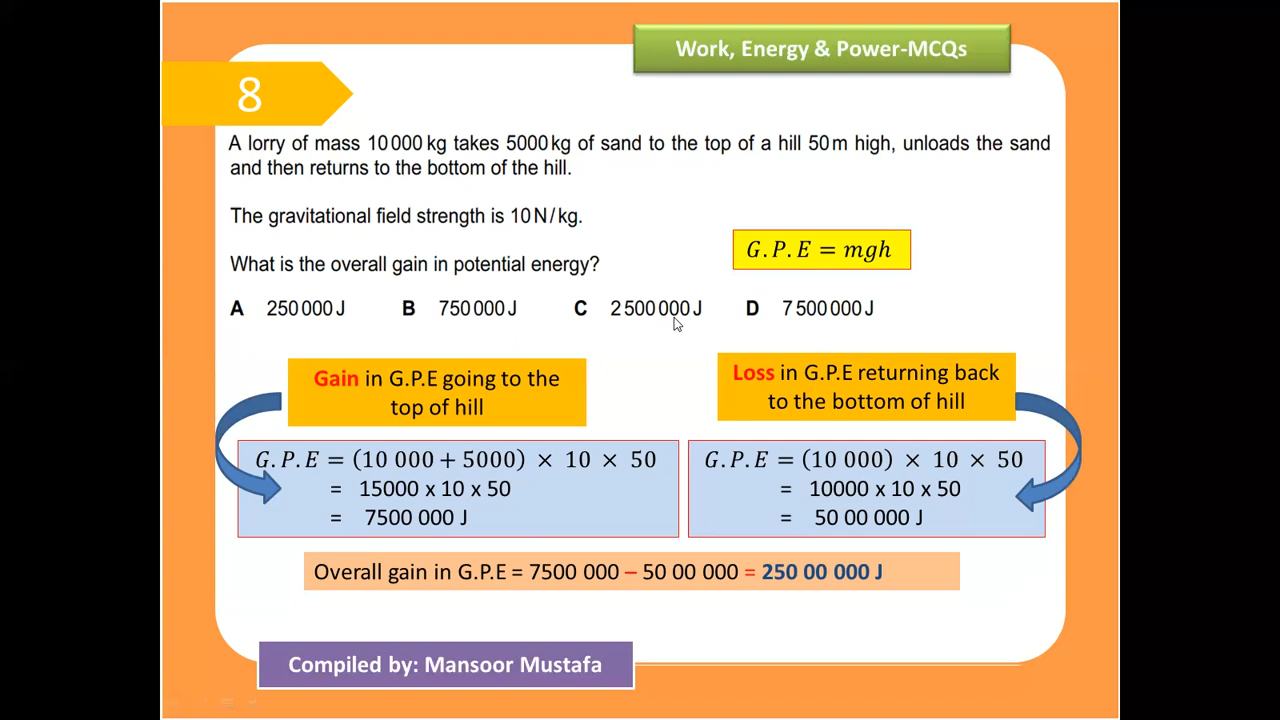 Work, Energy & Power-MCQs
8
A lorry of mass 10 000 kg takes 5000 kg of sand to the top of a hill 50 m high, unloads the sand
and then returns to the bottom of the hill.
The gravitational field strength is 10 N / kg.
G.P.E = mgh
What is the overall gain in potential energy?
A 250 000 J B 750 000 J C 2 500 000 J D 7 500 000 J
Gain in G.P.E going to the
top of hill
Loss in G.P.E returning back
to the bottom of hill
G.P.E = (10 000 + 5000) × 10 × 50
= 15000 x 10 x 50
= 7500 000 J
G.P.E = (10 000) × 10 × 50
= 10000 x 10 x 50
= 50 00 000 J
Overall gain in G.P.E = 7500 000 – 50 00 000 = 250 00 000 J
Compiled by: Mansoor Mustafa